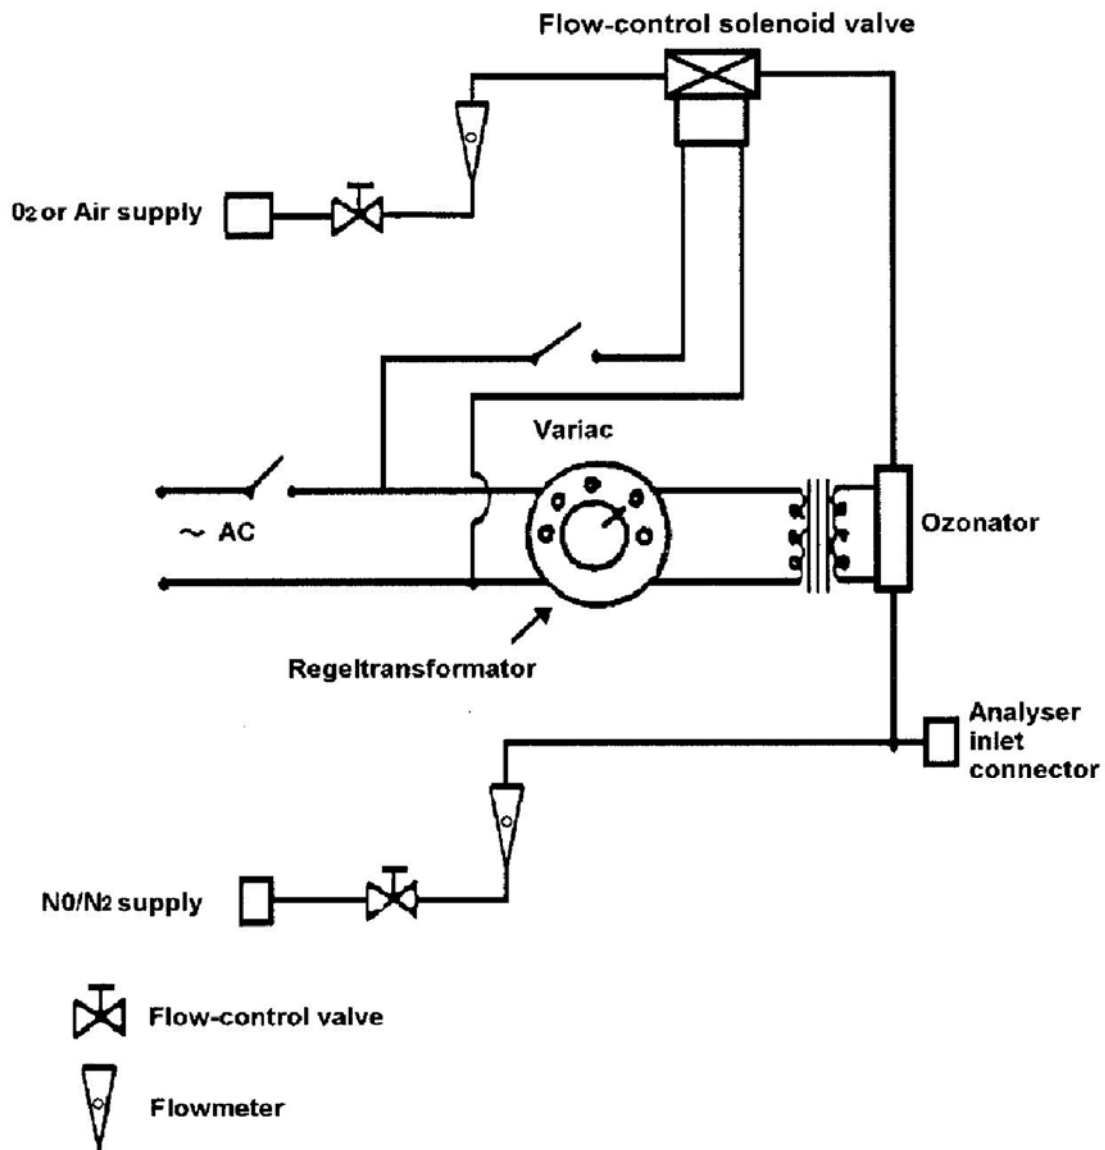 Flow-control solenoid valve
02 or Air supply
Variac
~ AC
Ozonator
Regeltransformator
Analyser
inlet
connector
N0/N2 supply
Flow-control valve
Flowmeter